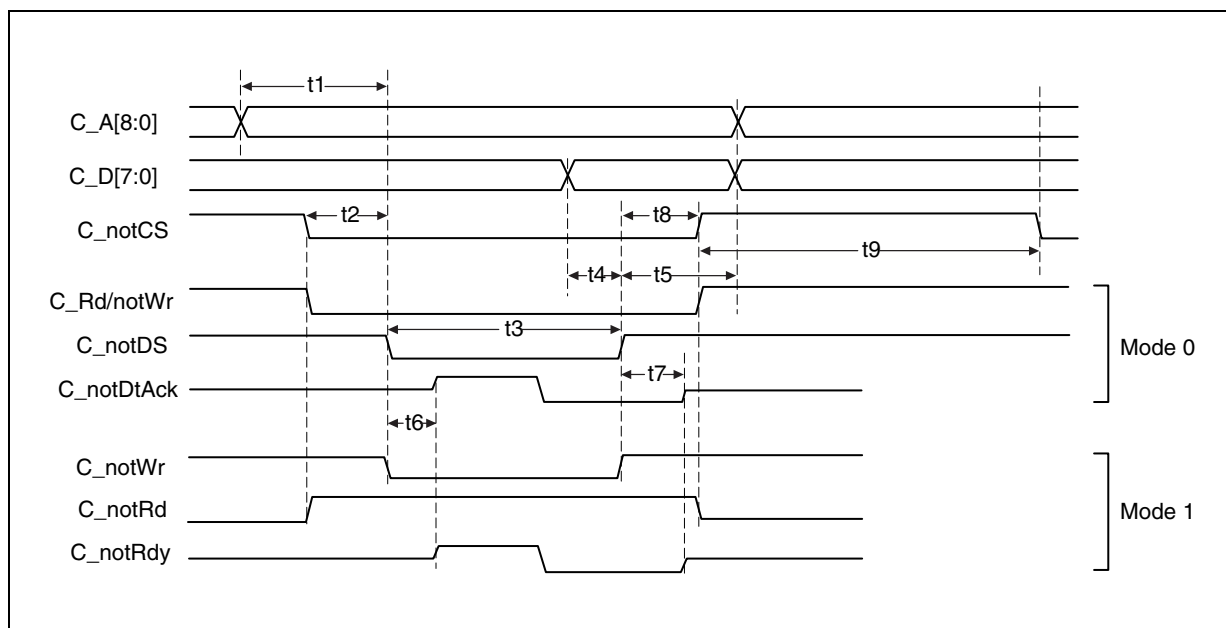 t1
C_A[8:0]
C_D[7:0]
t2
t8
C_notCS
t9
t4
t5
C_Rd/notWr
t3
C_notDS
Mode 0
t7
C_notDtAck
t6
C_notWr
C_notRd
Mode 1
C_notRdy